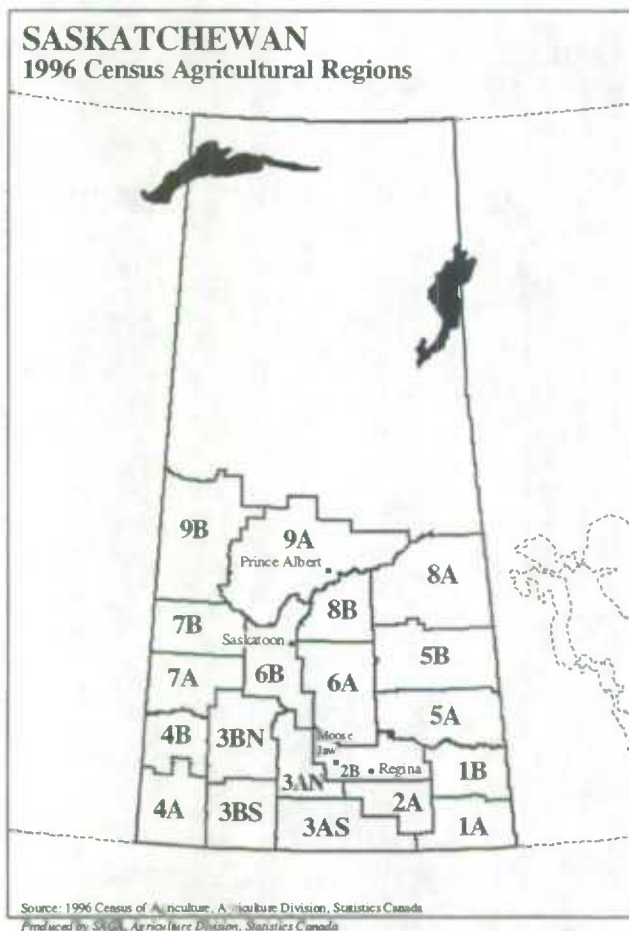 SASKATCHEWAN
1996 Census Agricultural Regions
9B
9A
Prince Albert
8A
8B
7B
Saskatoon
5B
7A
6B
6A
5A
4B
3BN
Moose
Jaw
2B
Regina
1B
3AN
4A
3BS
2A
3AS
1A
Source: 1996 Census of Agriculture, Agriculture Division, Statistics Canada
Produced by SAGA, Agriculture Division, Statistics Canada